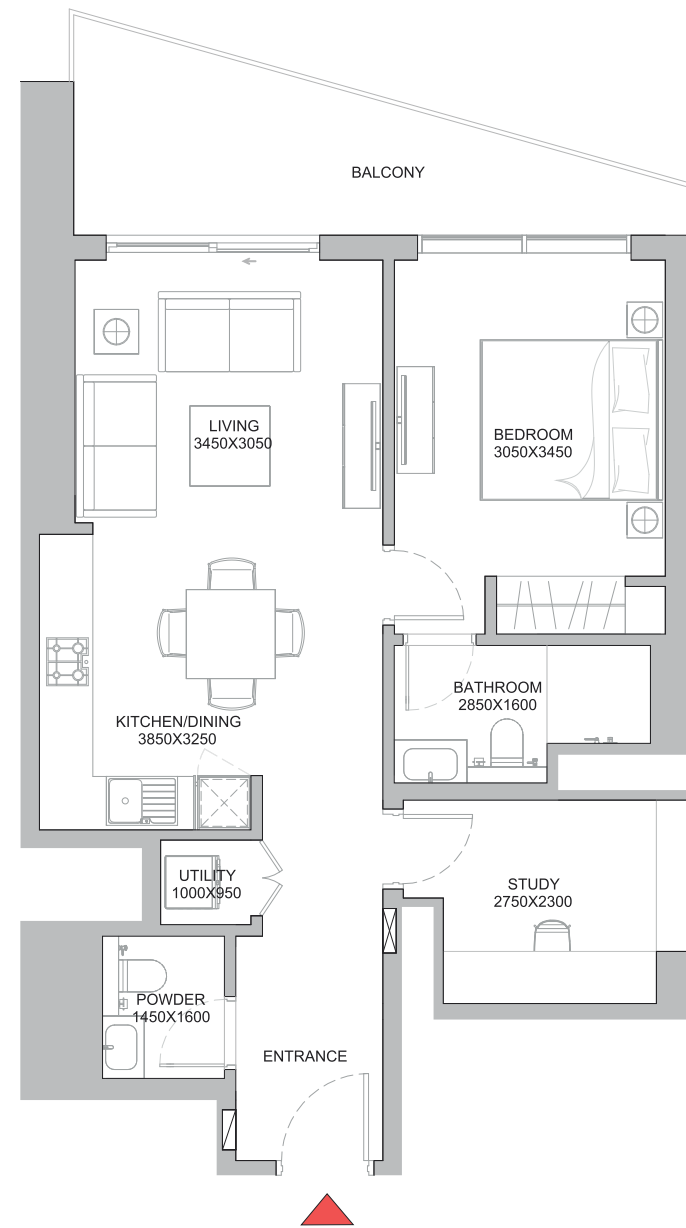 BALCONY
LIVING
3450X3050
BEDROOM
3050X3450
BATHROOM
2850X1600
KITCHEN/DINING
3850X3250
UTILITY
1000X950
STUDY
2750X2300
POWDER
1450X1600
ENTRANCE